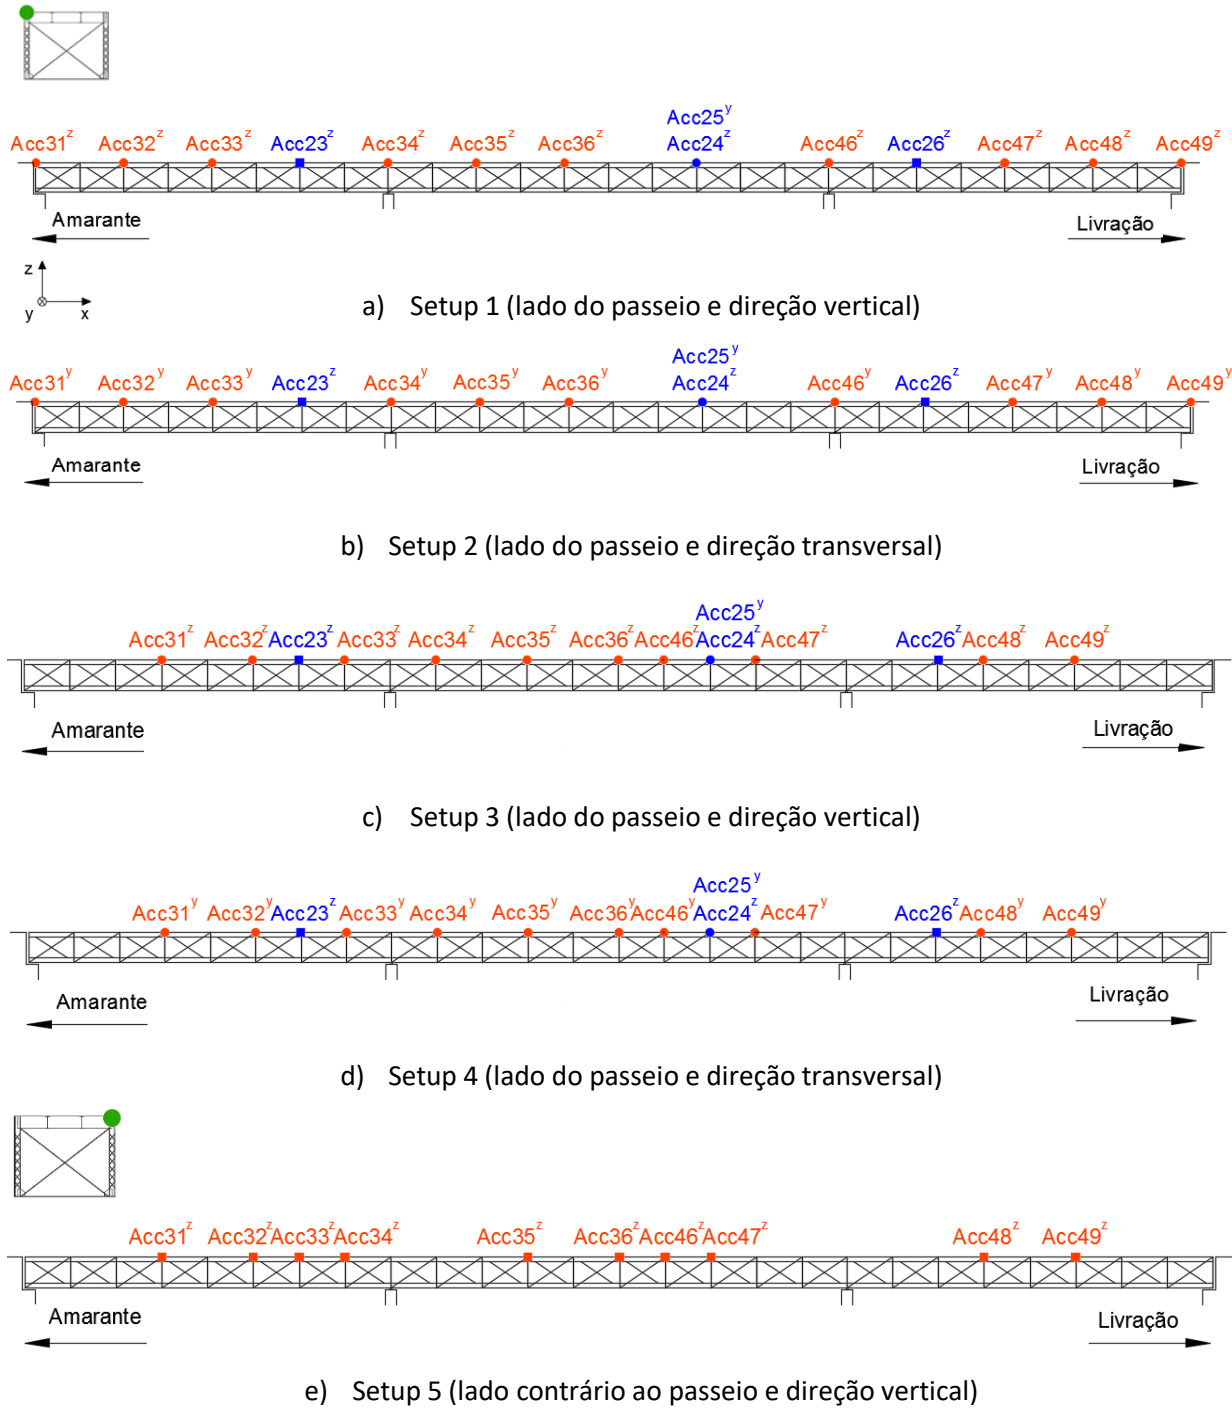 Acc25^y
Acc31^z Acc32^z Acc33^z Acc23^z Acc34^z Acc35^z Acc36^z Acc24^z Acc46^z Acc26^z Acc47^z Acc48^z Acc49^z
Amarante Livração
z
y x
a) Setup 1 (lado do passeio e direção vertical)
Acc25^y
Acc31^y Acc32^y Acc33^y Acc23^z Acc34^y Acc35^y Acc36^y Acc24^z Acc46^y Acc26^z Acc47^y Acc48^y Acc49^y
Amarante Livração
b) Setup 2 (lado do passeio e direção transversal)
Acc25^y
Acc31^z Acc32^z Acc23^z Acc33^z Acc34^z Acc35^z Acc36^z Acc46^z Acc24^z Acc47^z Acc26^z Acc48^z Acc49^z
Amarante Livração
c) Setup 3 (lado do passeio e direção vertical)
Acc25^y
Acc31^y Acc32^y Acc23^z Acc33^y Acc34^y Acc35^y Acc36^y Acc46^y Acc24^z Acc47^y Acc26^z Acc48^y Acc49^y
Amarante Livração
d) Setup 4 (lado do passeio e direção transversal)
Acc31^z Acc32^z Acc33^z Acc34^z Acc35^z Acc36^z Acc46^z Acc47^z Acc48^z Acc49^z
Amarante Livração
e) Setup 5 (lado contrário ao passeio e direção vertical)